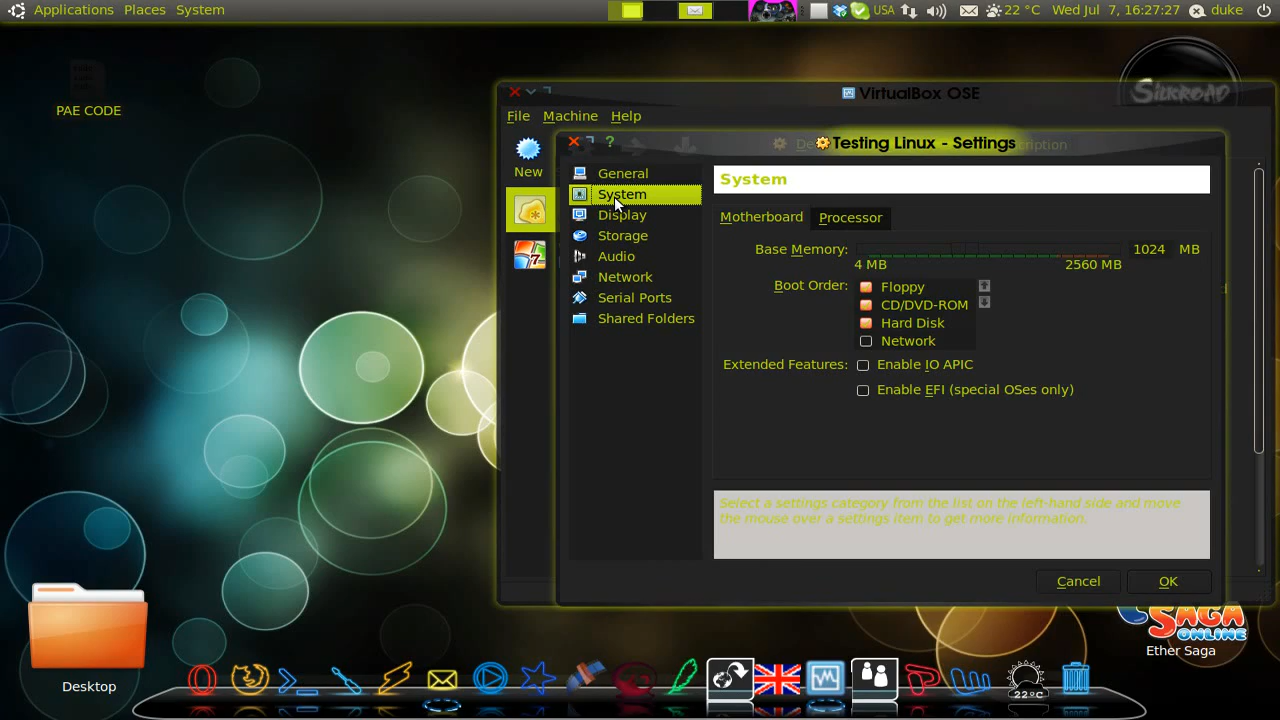 Applications Places System
USA
22 °C
Wed Jul 7, 16:27:27
duke
PAE CODE
SILKROAD
VirtualBox OSE
File Machine Help
New
Testing Linux - Settings
General
System
Display
Storage
Audio
Network
Serial Ports
Shared Folders
System
Motherboard Processor
Base Memory: 1024 MB
4 MB 2560 MB
Boot Order:
Floppy
CD/DVD-ROM
Hard Disk
Network
Extended Features: Enable IO APIC
Enable EFI (special OSes only)
Select a settings category from the list on the left-hand side and move
the mouse over a settings item to get more information.
Cancel OK
SAGA
ONLINE
Ether Saga
Desktop
22°C